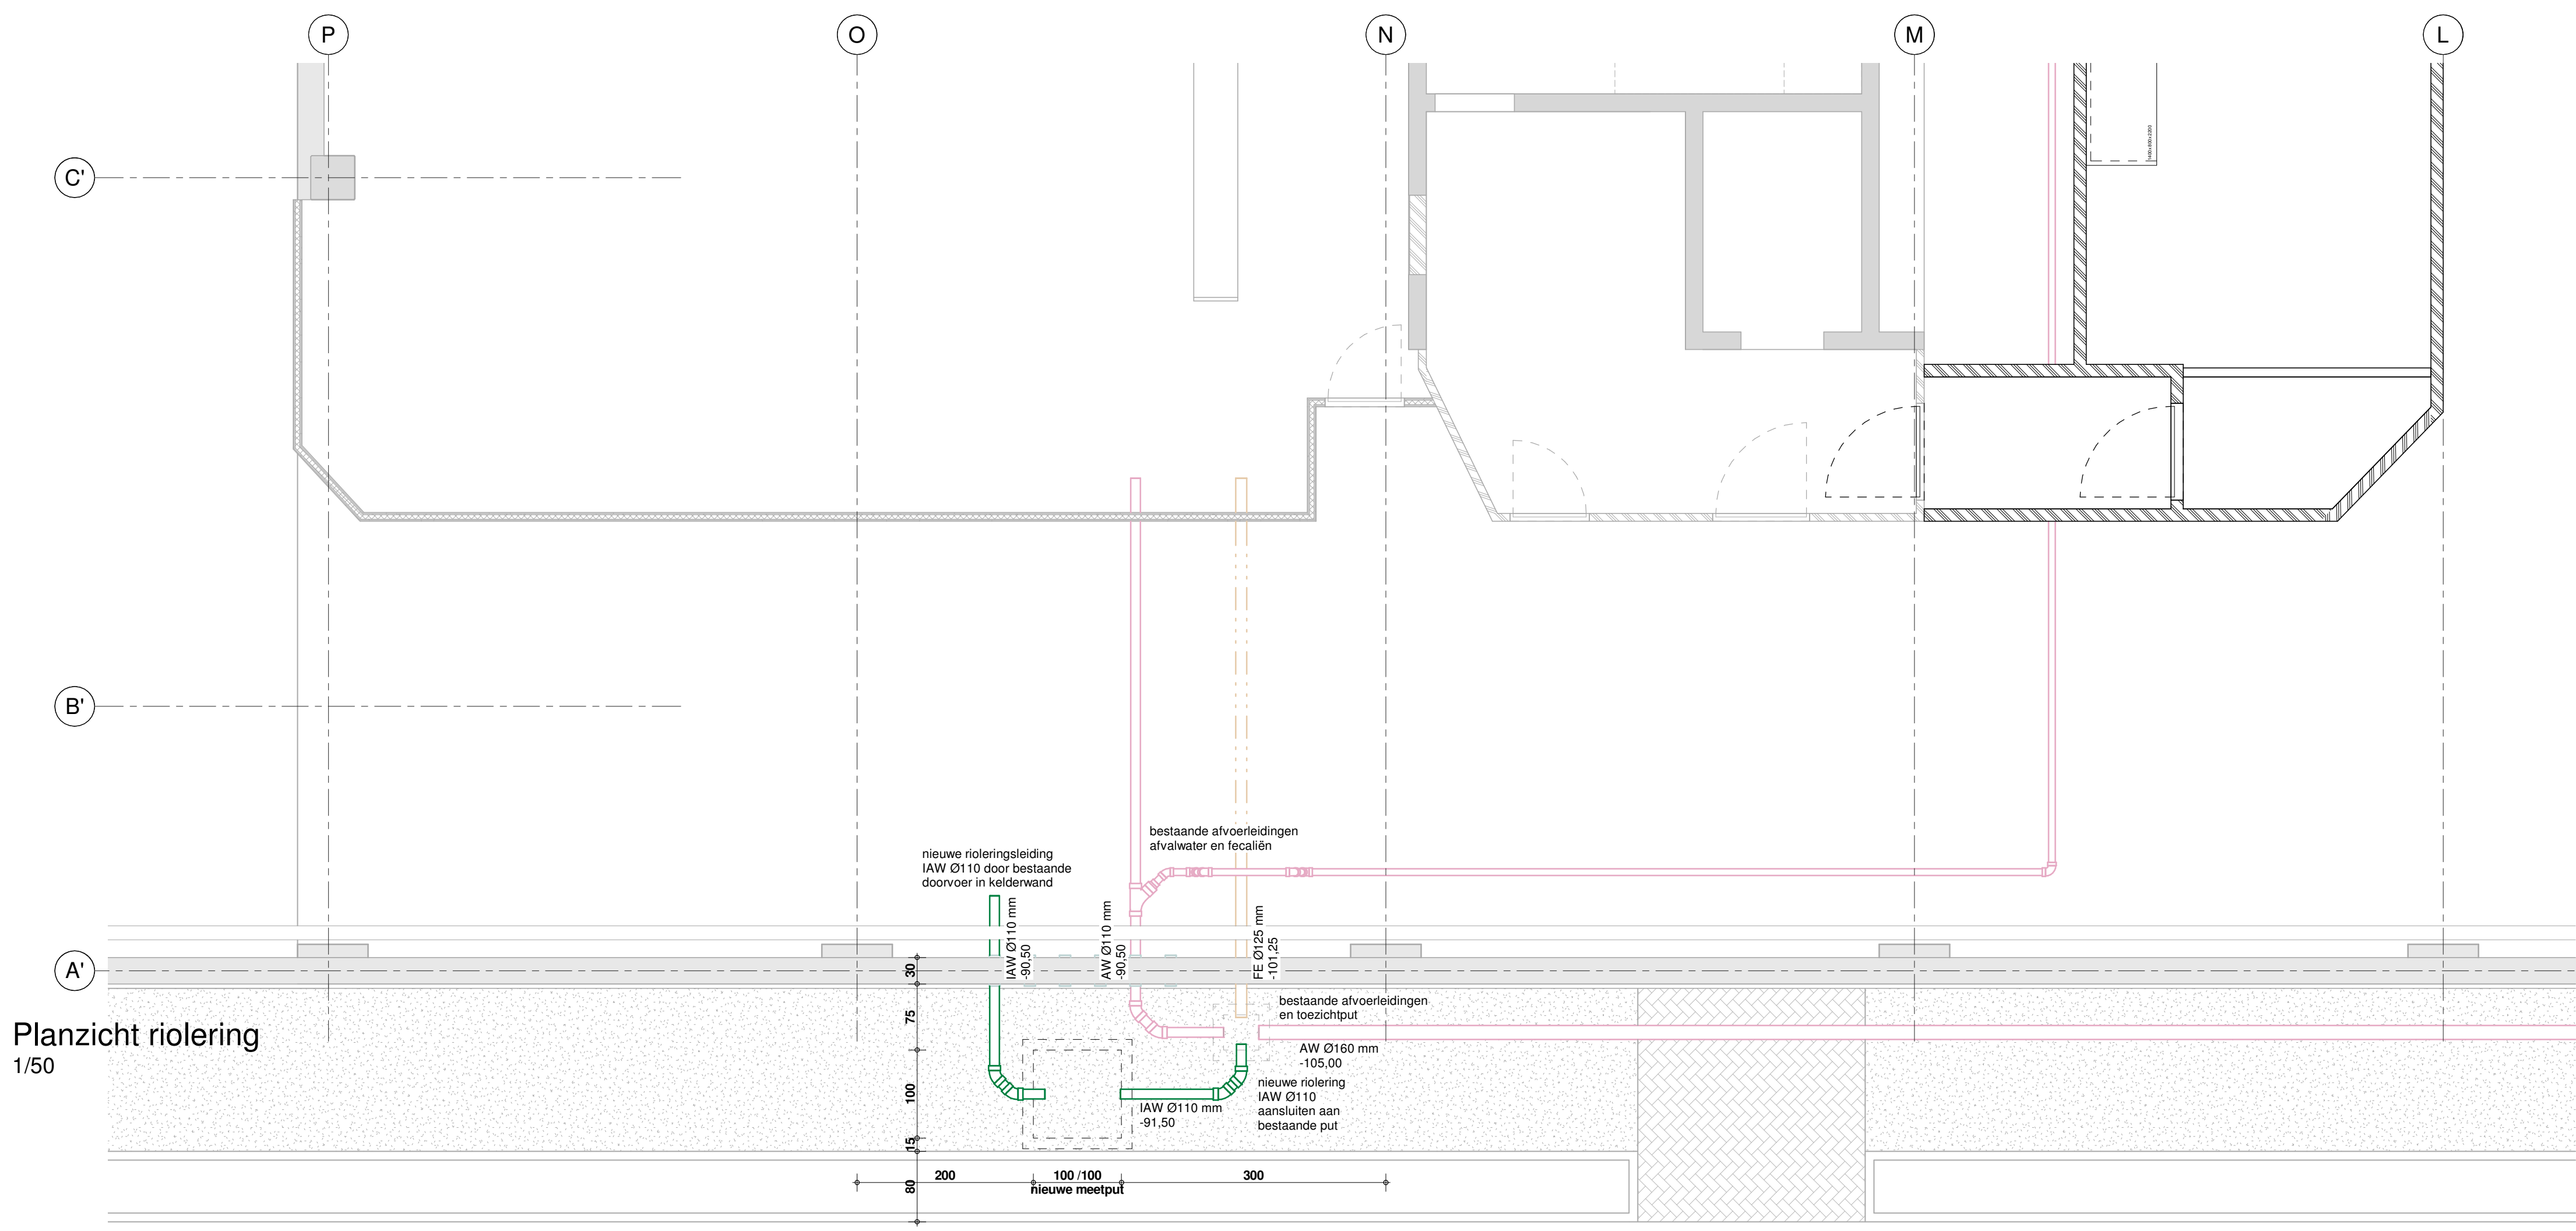 P
O
N
M
L
C'
1400×800×2200
B'
bestaande afvoerleidingen
afvalwater en fecaliën
nieuwe rioleringsleiding
IAW Ø110 door bestaande
doorvoer in kelderwand
IAW Ø110 mm
-90,50
AW Ø110 mm
-90,50
FE Ø125 mm
-101,25
A'
30
75
100
15
80
bestaande afvoerleidingen
en toezichtput
Planzicht riolering
1/50
AW Ø160 mm
-105,00
nieuwe riolering
IAW Ø110
aansluiten aan
bestaande put
IAW Ø110 mm
-91,50
200
100 /100
300
nieuwe meetput